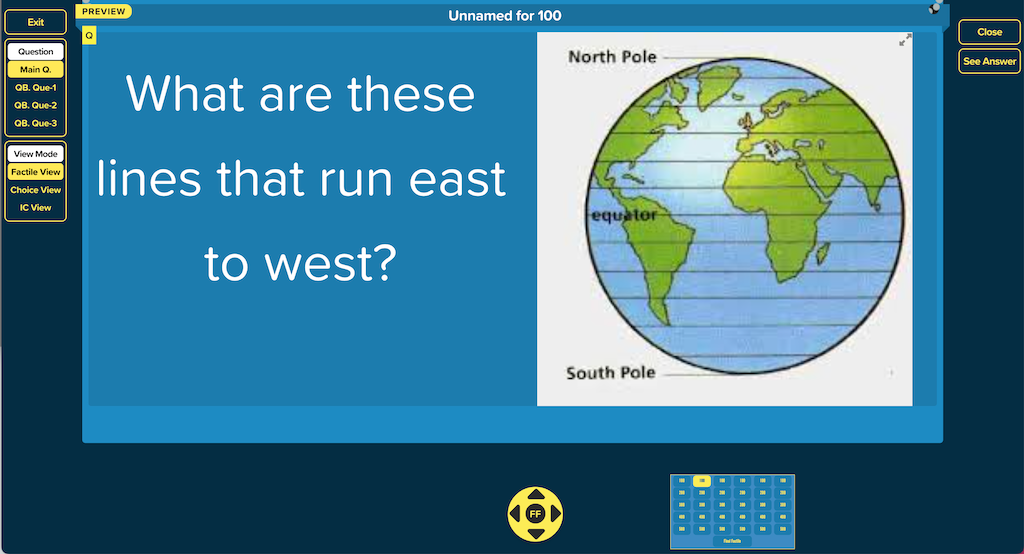 PREVIEW
Unnamed for 100
Exit
Question
Main Q.
QB. Que-1
QB. Que-2
QB. Que-3
View Mode
Factile View
Choice View
IC View
Q
What are these
lines that run east
to west?
North Pole
equator
South Pole
Close
See Answer
FF